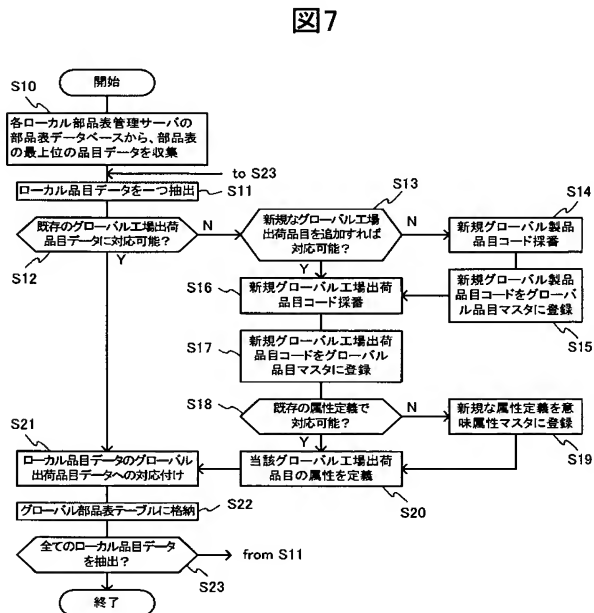 図7
開始
S10
各ローカル部品表管理サーバの
部品表データベースから、部品表
の最上位の品目データを収集
to S23
ローカル品目データを一つ抽出
S11
既存のグローバル工場出荷
品目データに対応可能?
N
Y
S12
S13
新規なグローバル工場
出荷品目を追加すれば
対応可能?
N
Y
S14
新規グローバル製品
品目コード採番
新規グローバル製品
品目コードをグローバ
ル品目マスタに登録
S15
S16
新規グローバル工場出荷
品目コード採番
S17
新規グローバル工場出荷
品目コードをグローバル
品目マスタに登録
S18
既存の属性定義で
対応可能?
N
Y
新規な属性定義を意
味属性マスタに登録
S19
当該グローバル工場出荷
品目の属性を定義
S20
S21
ローカル品目データのグローバル
出荷品目データへの対応付け
S22
グローバル部品表テーブルに格納
全てのローカル品目データ
を抽出?
from S11
S23
終了